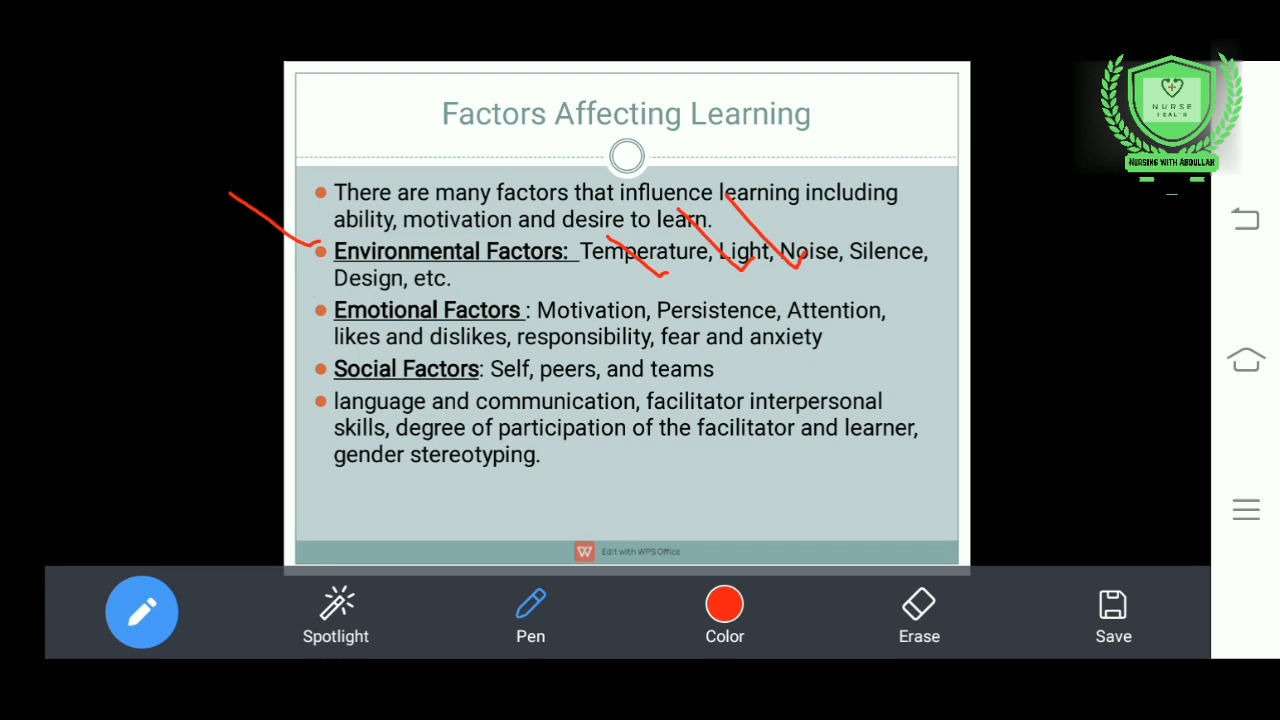 NURSE
HEALTH
NURSING WITH ABDULLAH
Factors Affecting Learning
There are many factors that influence learning including
ability, motivation and desire to learn.
Environmental Factors: Temperature, Light, Noise, Silence,
Design, etc.
Emotional Factors : Motivation, Persistence, Attention,
likes and dislikes, responsibility, fear and anxiety
Social Factors: Self, peers, and teams
language and communication, facilitator interpersonal
skills, degree of participation of the facilitator and learner,
gender stereotyping.
Edit with WPS Office
Spotlight
Pen
Color
Erase
Save